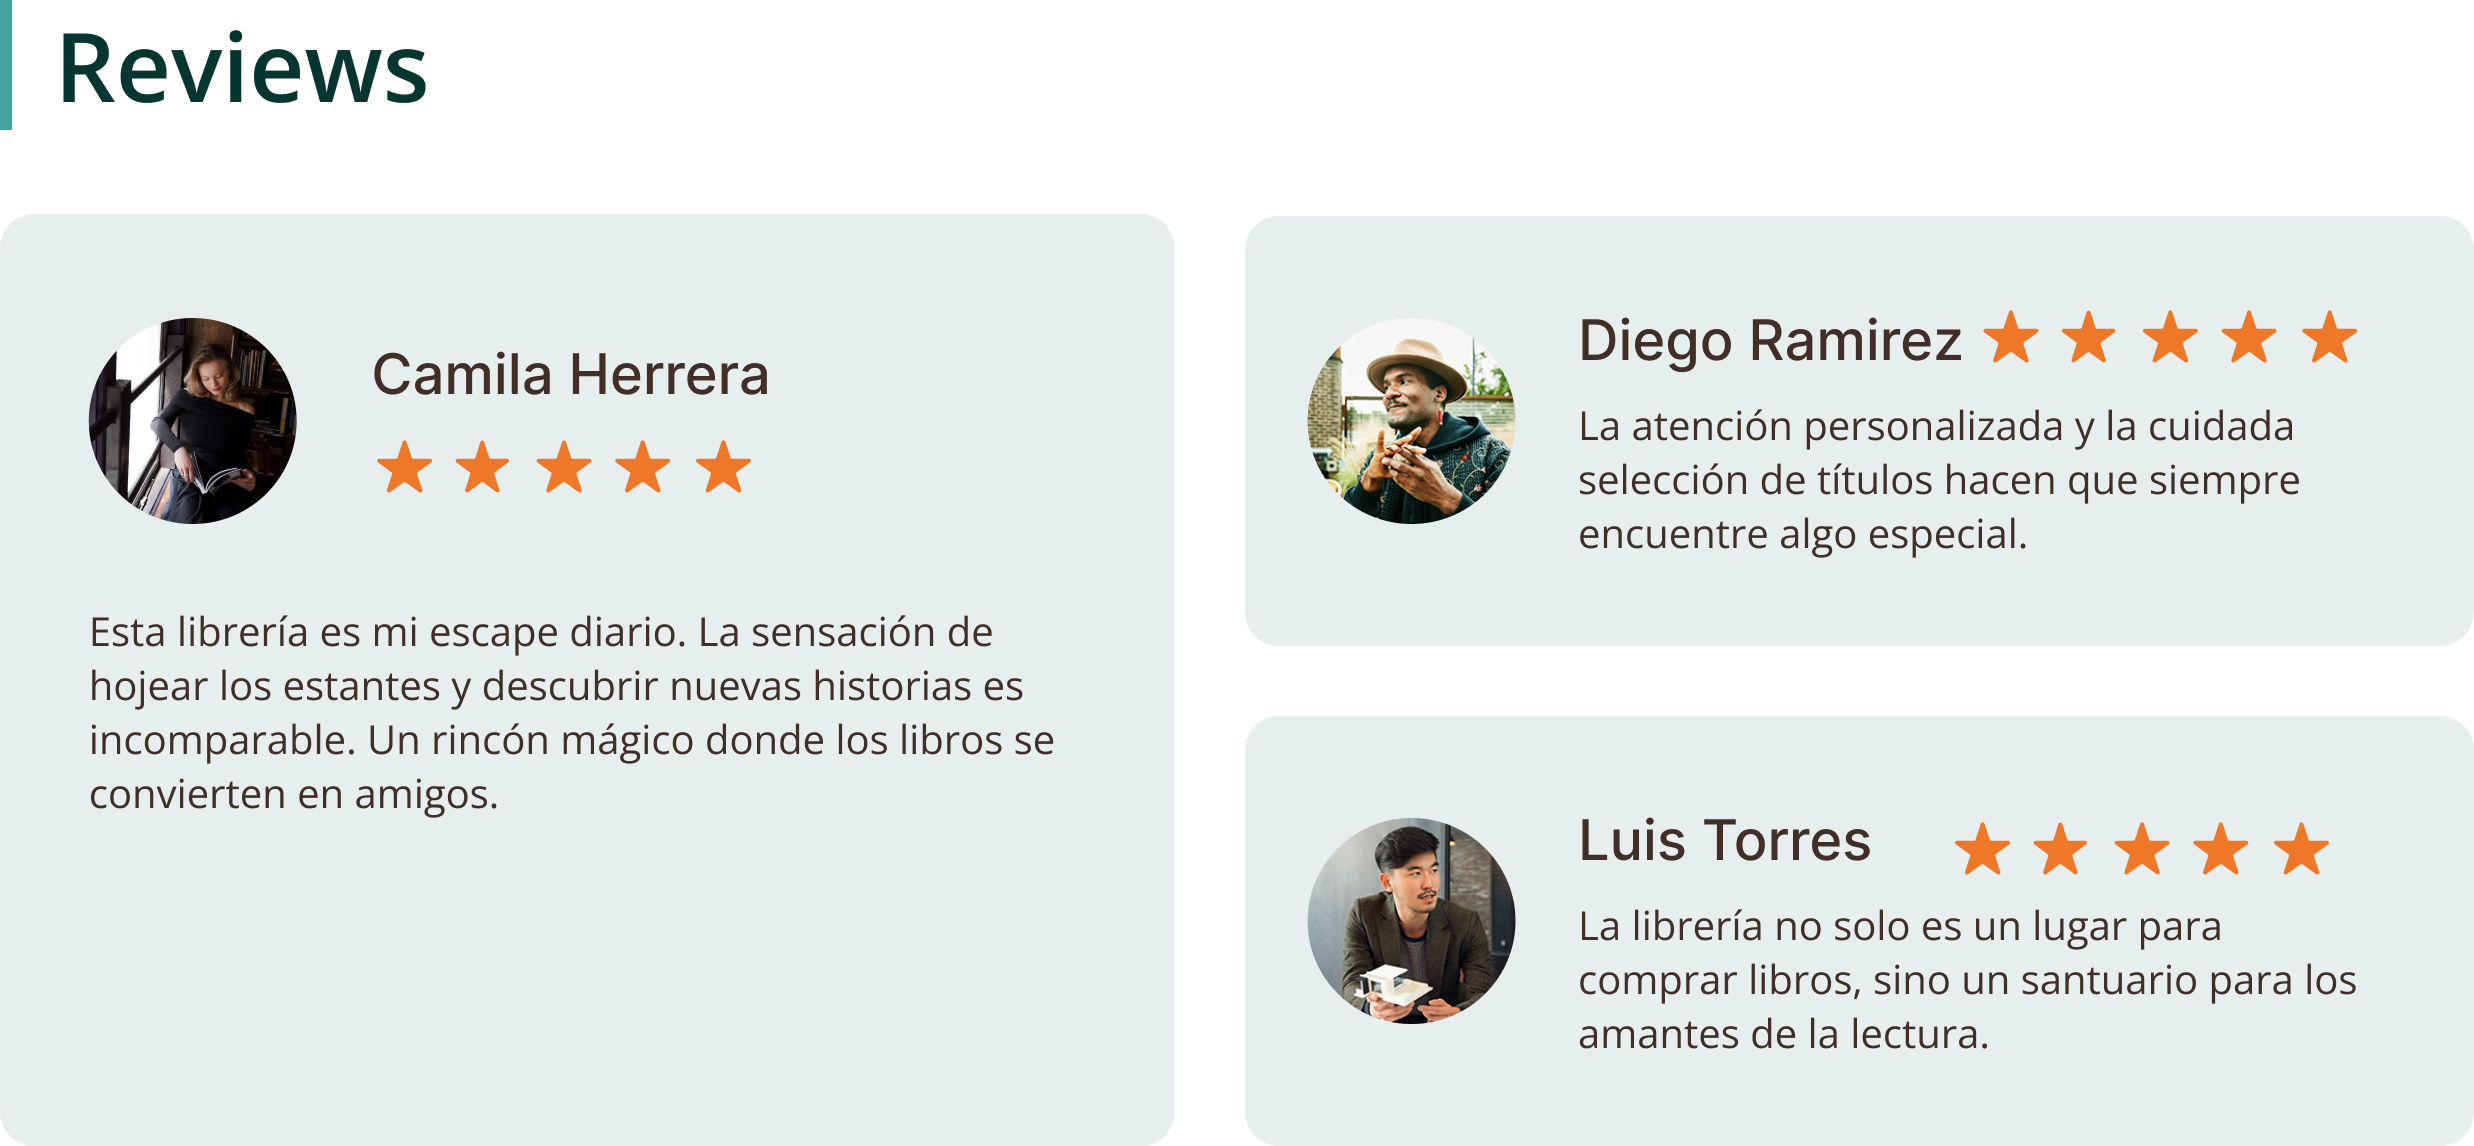 Reviews
Camila Herrera
Esta librería es mi escape diario. La sensación de
hojear los estantes y descubrir nuevas historias es
incomparable. Un rincón mágico donde los libros se
convierten en amigos.
Diego Ramirez
La atención personalizada y la cuidada
selección de títulos hacen que siempre
encuentre algo especial.
Luis Torres
La librería no solo es un lugar para
comprar libros, sino un santuario para los
amantes de la lectura.